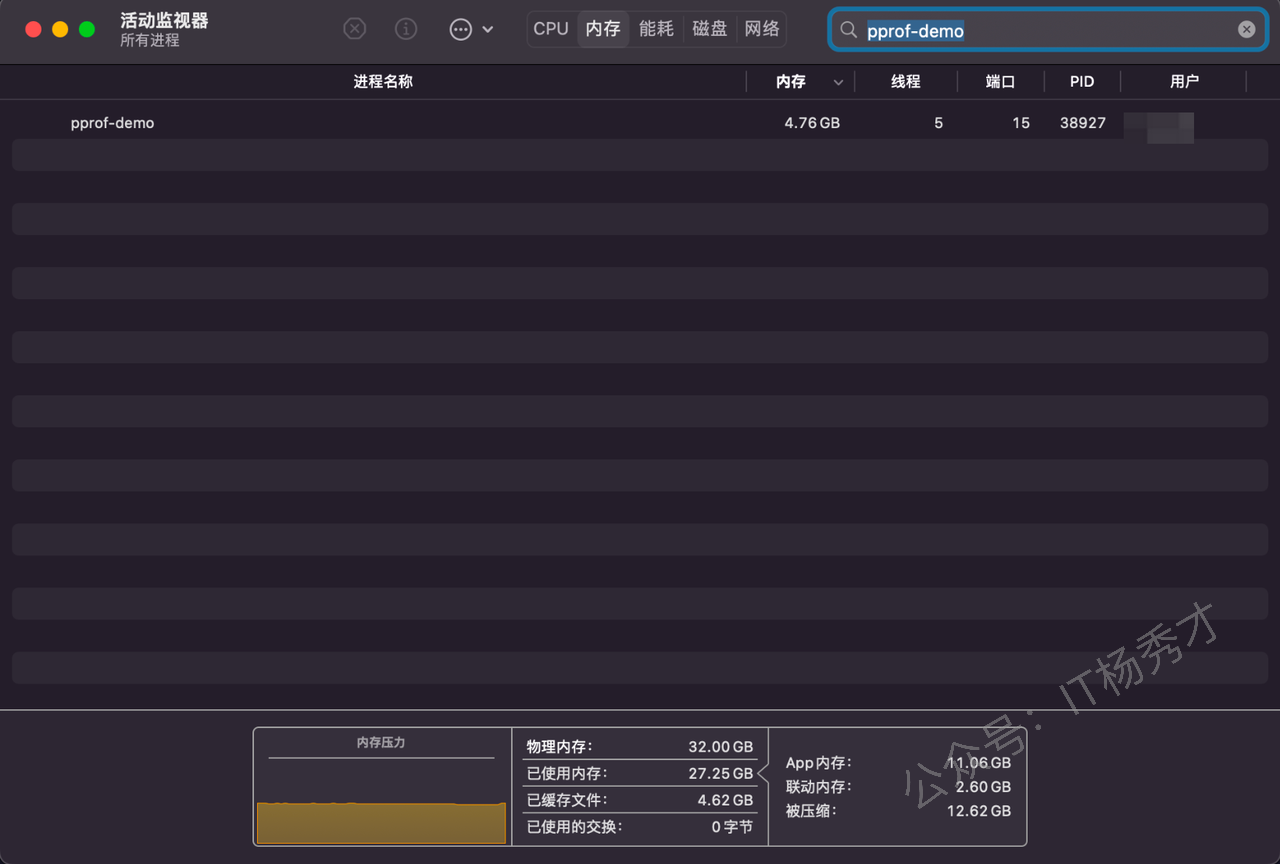 活动监视器
所有进程
CPU 内存 能耗 磁盘 网络
pprof-demo
进程名称 内存 线程 端口 PID 用户
pprof-demo 4.76 GB 5 15 38927
内存压力
物理内存: 32.00 GB
已使用内存: 27.25 GB
已缓存文件: 4.62 GB
已使用的交换: 0 字节
App内存: 11.06 GB
联动内存: 2.60 GB
被压缩: 12.62 GB
公众号：IT杨秀才